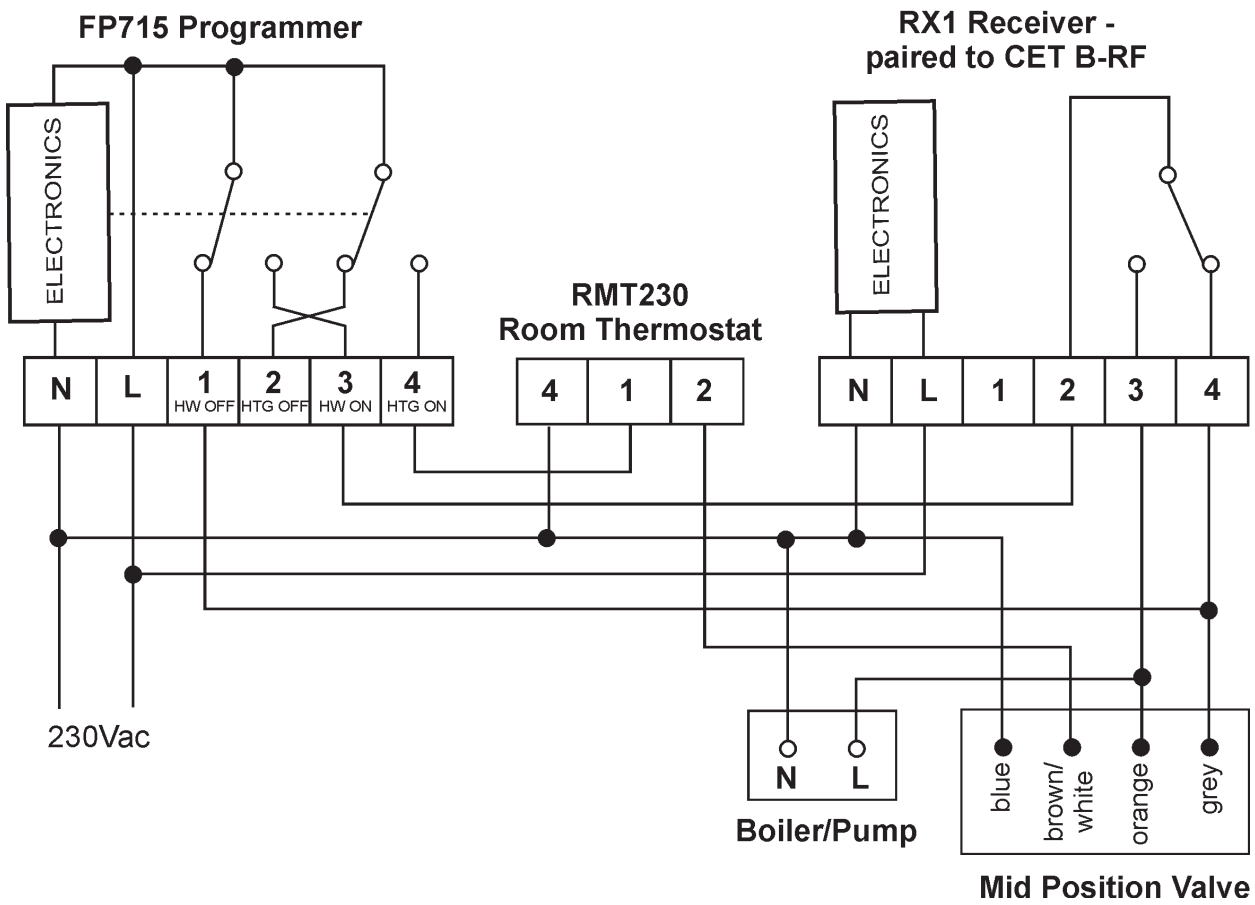 FP715 Programmer
RX1 Receiver -
paired to CET B-RF
ELECTRONICS
ELECTRONICS
RMT230
Room Thermostat
N L 1 2 3 4
HW OFF HTG OFF HW ON HTG ON
4 1 2
N L 1 2 3 4
230Vac
N L
Boiler/Pump
blue
brown/
white
orange
grey
Mid Position Valve